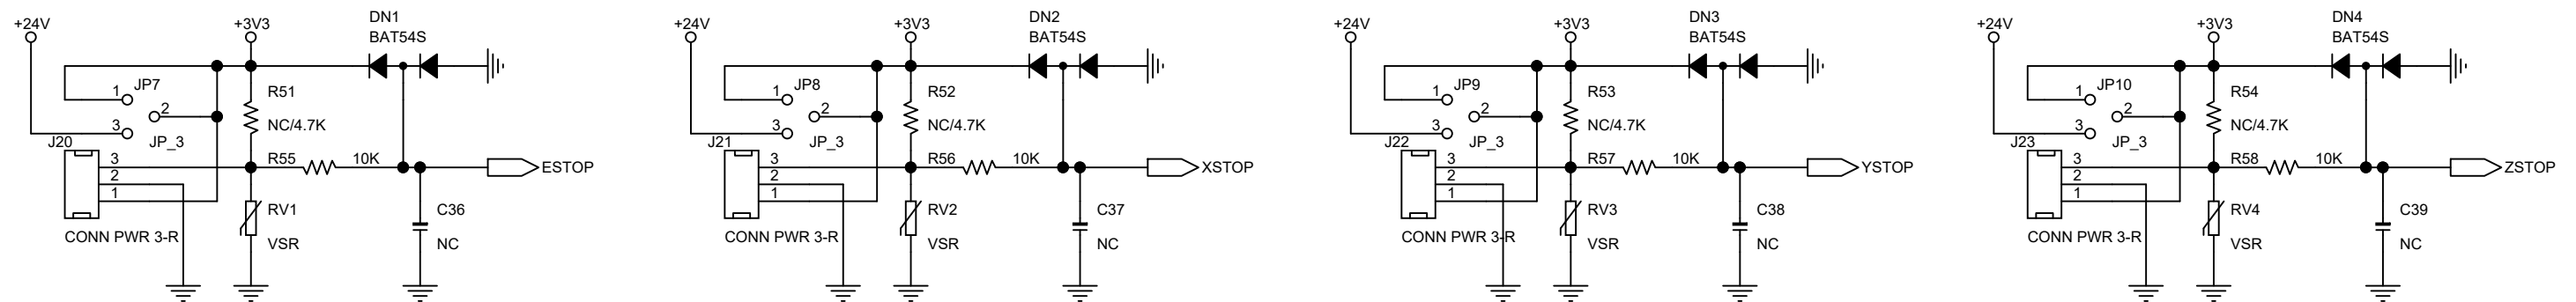 +24V
+3V3
DN1
BAT54S
JP7
1
2
3
JP_3
R51
NC/4.7K
J20
3
2
1
R55
10K
ESTOP
RV1
VSR
C36
NC
CONN PWR 3-R
+24V
+3V3
DN2
BAT54S
JP8
1
2
3
JP_3
R52
NC/4.7K
J21
3
2
1
R56
10K
XSTOP
RV2
VSR
C37
NC
CONN PWR 3-R
+24V
+3V3
DN3
BAT54S
JP9
1
2
3
JP_3
R53
NC/4.7K
J22
3
2
1
R57
10K
YSTOP
RV3
VSR
C38
NC
CONN PWR 3-R
+24V
+3V3
DN4
BAT54S
JP10
1
2
3
JP_3
R54
NC/4.7K
J23
3
2
1
R58
10K
ZSTOP
RV4
VSR
C39
NC
CONN PWR 3-R